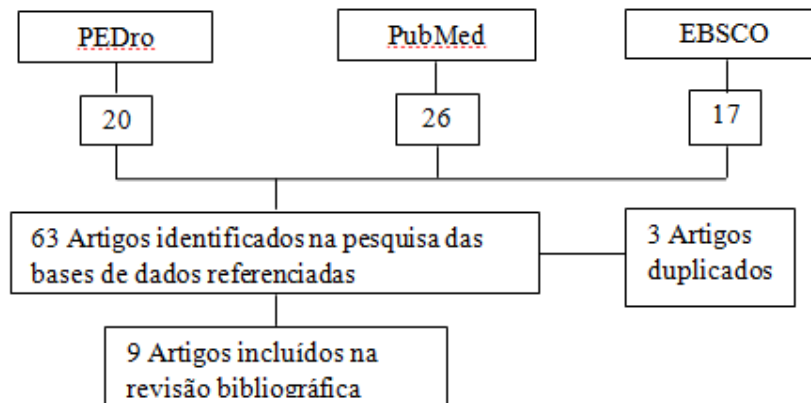 PEDro
PubMed
EBSCO
20
26
17
63 Artigos identificados na pesquisa das
bases de dados referenciadas
3 Artigos
duplicados
9 Artigos incluídos na
revisão bibliográfica